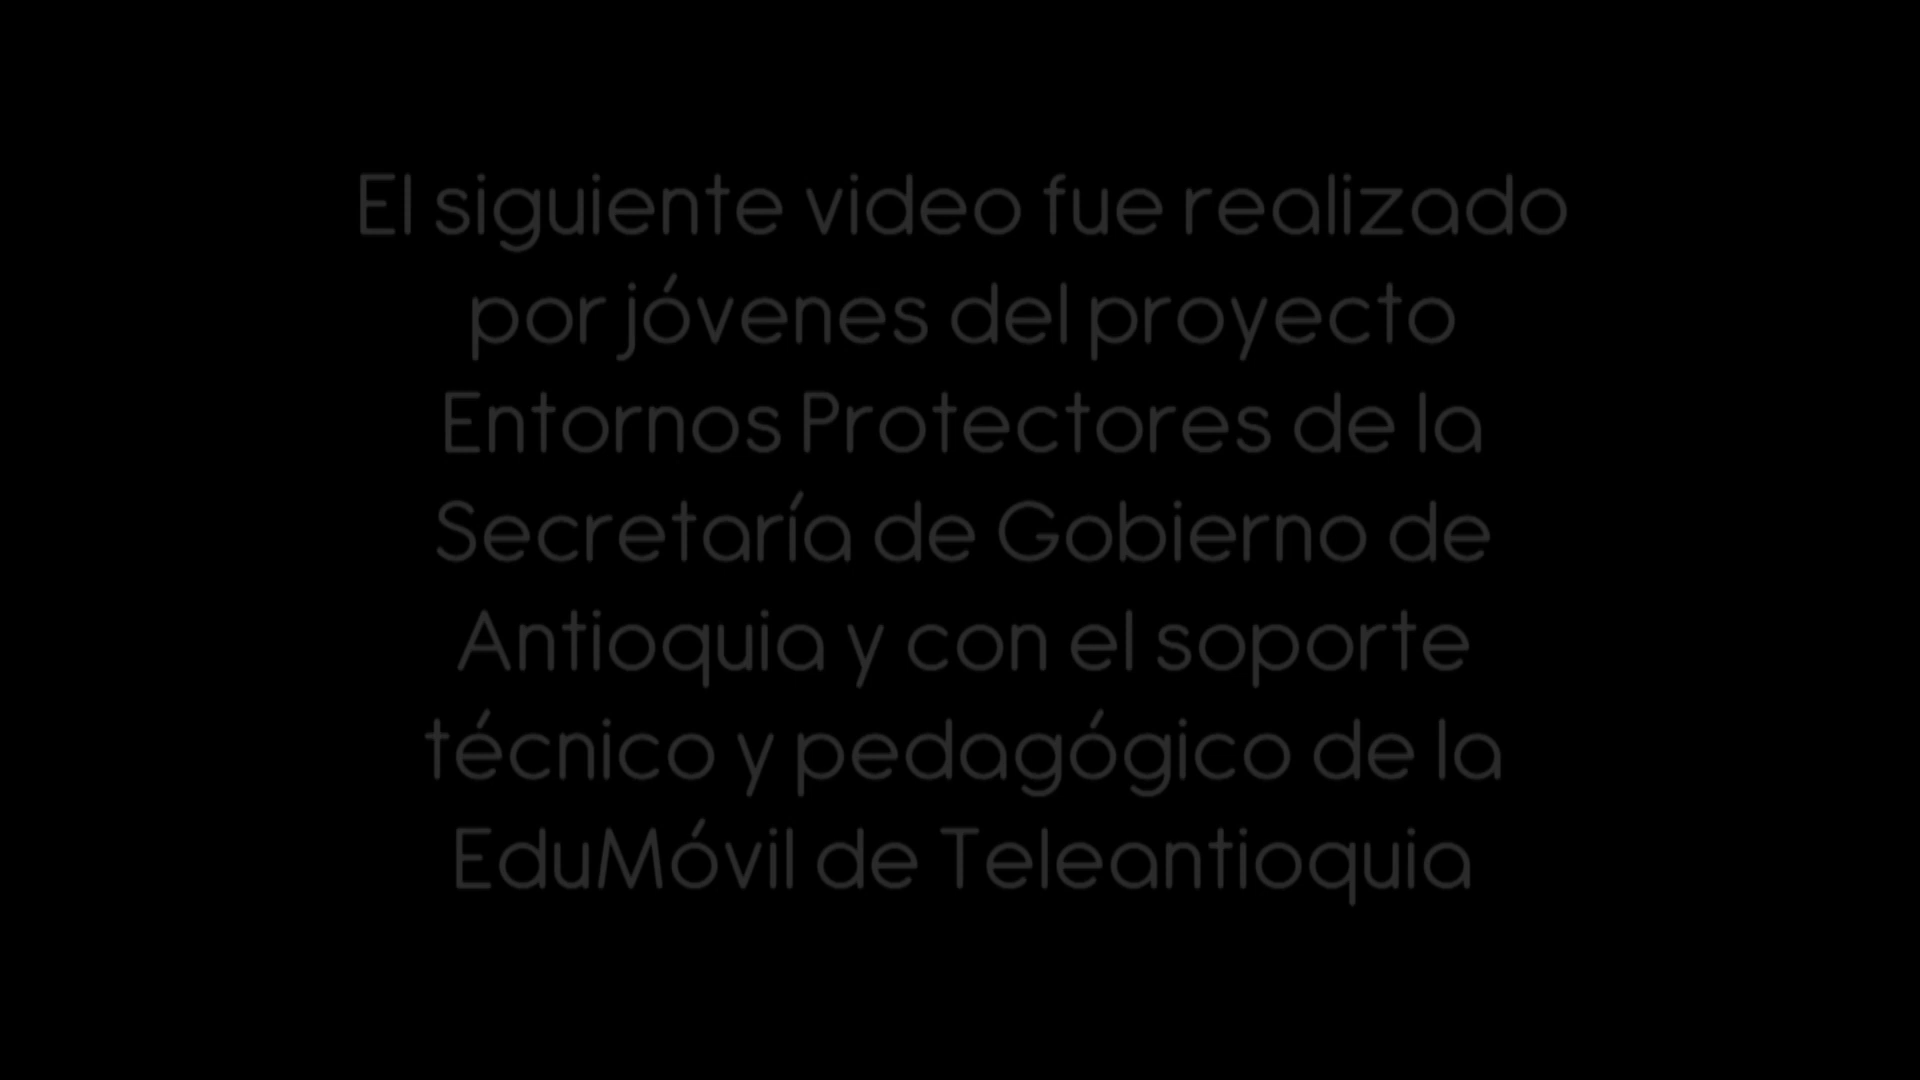 El siguiente video fue realizado
por jóvenes del proyecto
Entornos Protectores de la
Secretaría de Gobierno de
Antioquia y con el soporte
técnico y pedagógico de la
EduMóvil de Teleantioquia